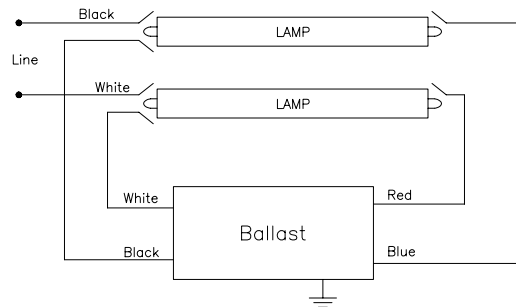 Black
LAMP
Line
White
LAMP
White
Red
Ballast
Black
Blue